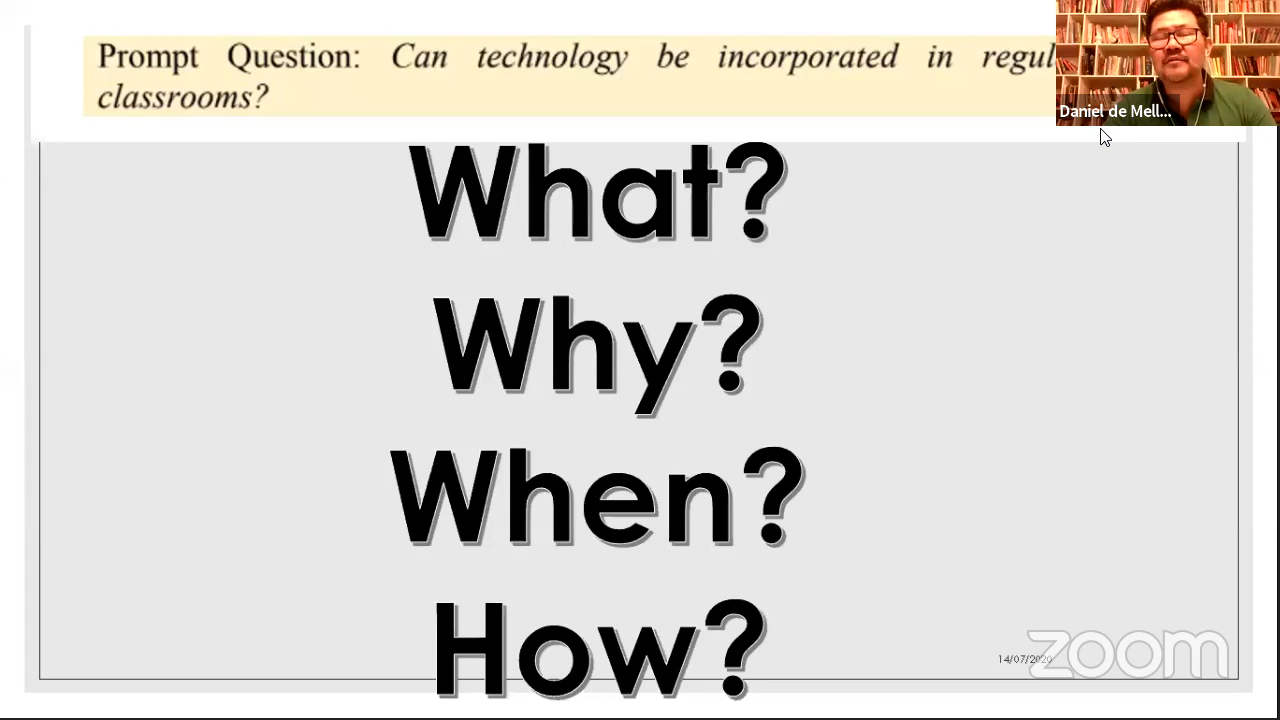 Prompt Question: Can technology be incorporated in regul
classrooms?
Daniel de Mell...
What?
Why?
When?
How?
14/07/2020
zoom